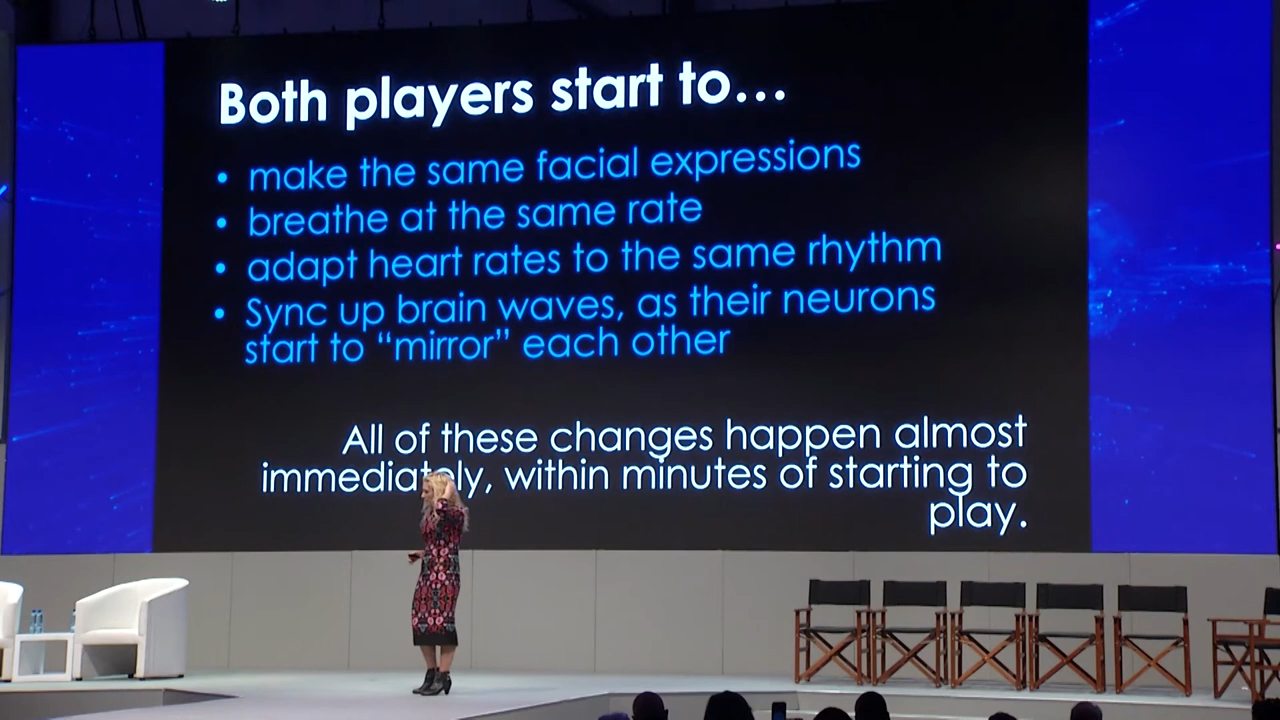 Both players start to...
• make the same facial expressions
• breathe at the same rate
• adapt heart rates to the same rhythm
• Sync up brain waves, as their neurons
start to “mirror” each other
All of these changes happen almost
immediately, within minutes of starting to
play.